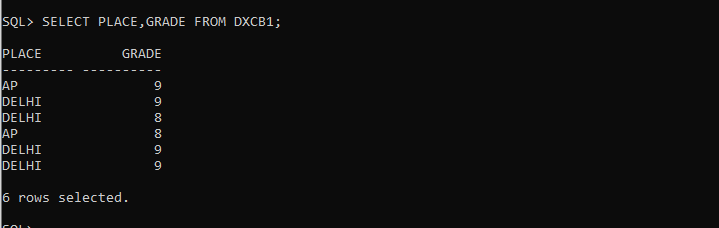 SQL> SELECT PLACE,GRADE FROM DXCB1;
PLACE          GRADE
--------- ----------
AP                 9
DELHI              9
DELHI              8
AP                 8
DELHI              9
DELHI              9
6 rows selected.
SQL>